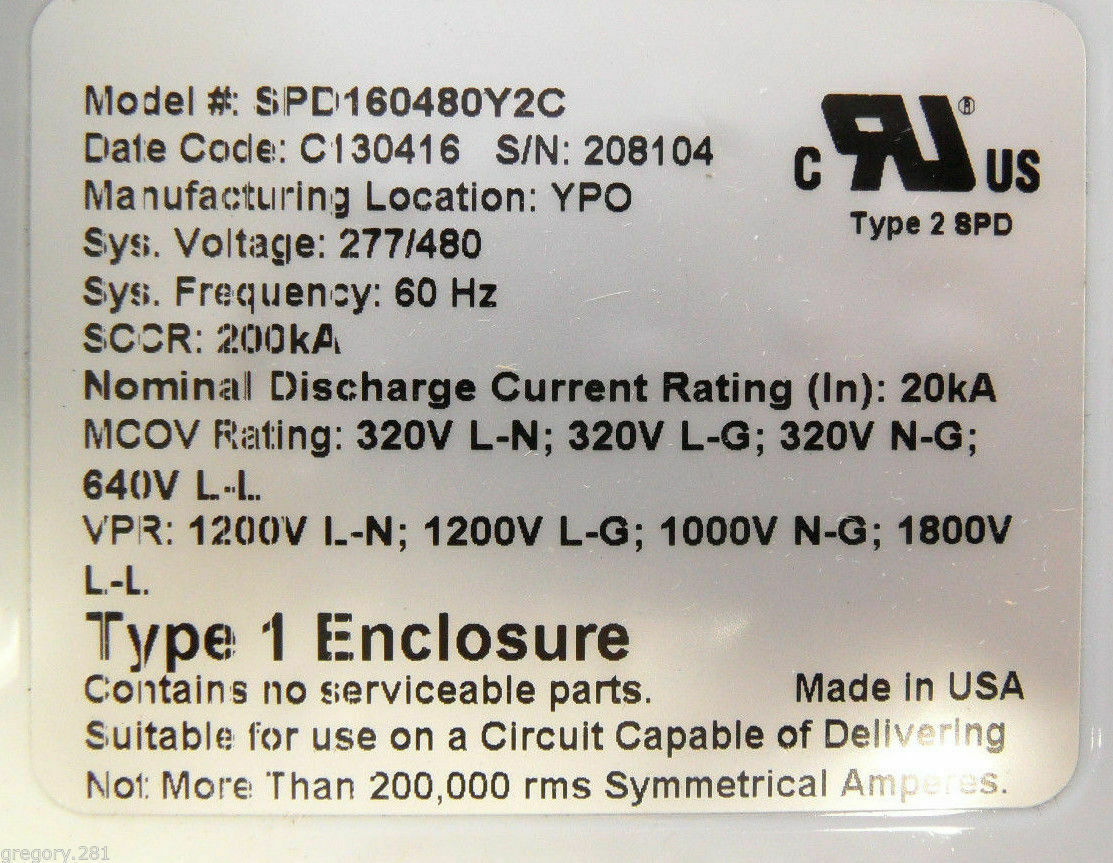 Model #: SPD160480Y2C
Date Code: C130416 S/N: 208104
Manufacturing Location: YPO
Sys. Voltage: 277/480
Sys. Frequency: 60 Hz
SCCR: 200kA
Nominal Discharge Current Rating (In): 20kA
MCOV Rating: 320V L-N; 320V L-G; 320V N-G;
640V L-L.
VPR: 1200V L-N; 1200V L-G; 1000V N-G; 1800V
L-L.
Type 1 Enclosure
Contains no serviceable parts. Made in USA
Suitable for use on a Circuit Capable of Delivering
Not More Than 200,000 rms Symmetrical Amperes.
C RU® US
Type 2 SPD
gregory.281